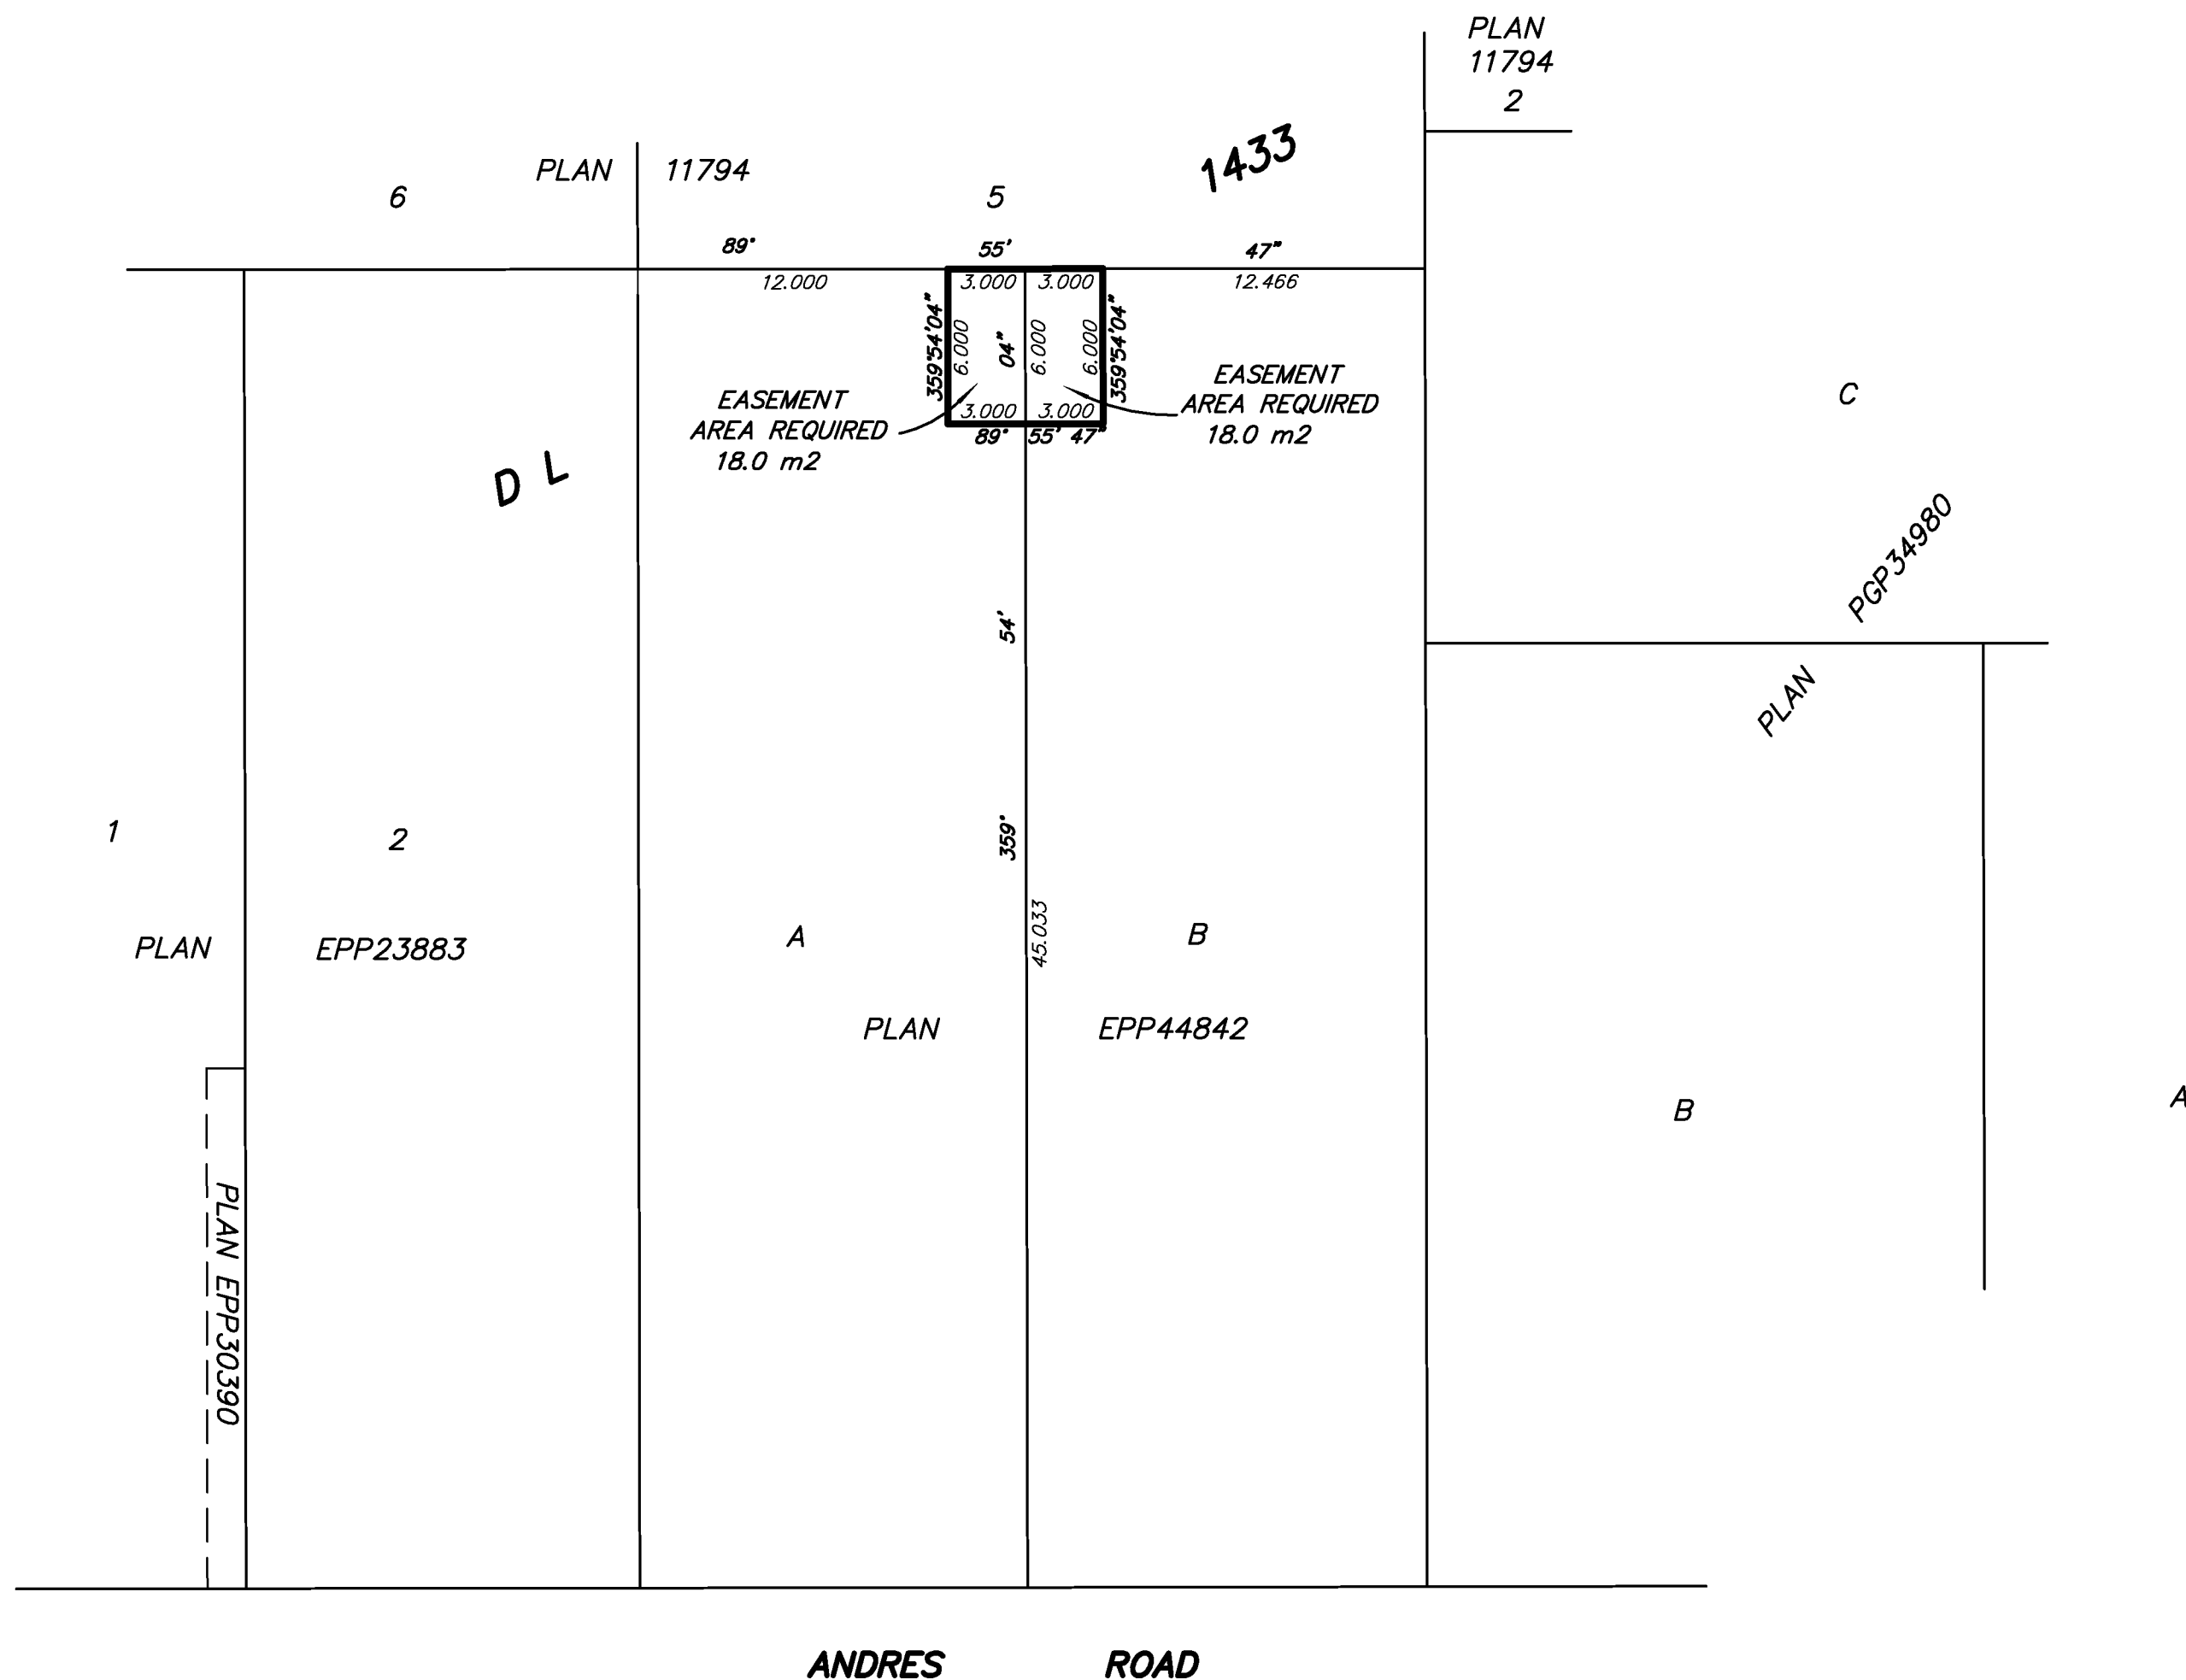 PLAN
11794
2
1433
PLAN 11794
6
5
89° 55' 47"
12.000
3.000 3.000
12.466
359°54'04"
6.000
04"
6.000
6.000
359°54'04"
EASEMENT
AREA REQUIRED
18.0 m2
EASEMENT
AREA REQUIRED
18.0 m2
3.000 3.000
89° 55' 47"
C
D L
PGP34980
PLAN
54'
359°
45.033
1
2
PLAN EPP23883
A
B
PLAN EPP44842
B
A
PLAN EPP30390
ANDRES ROAD